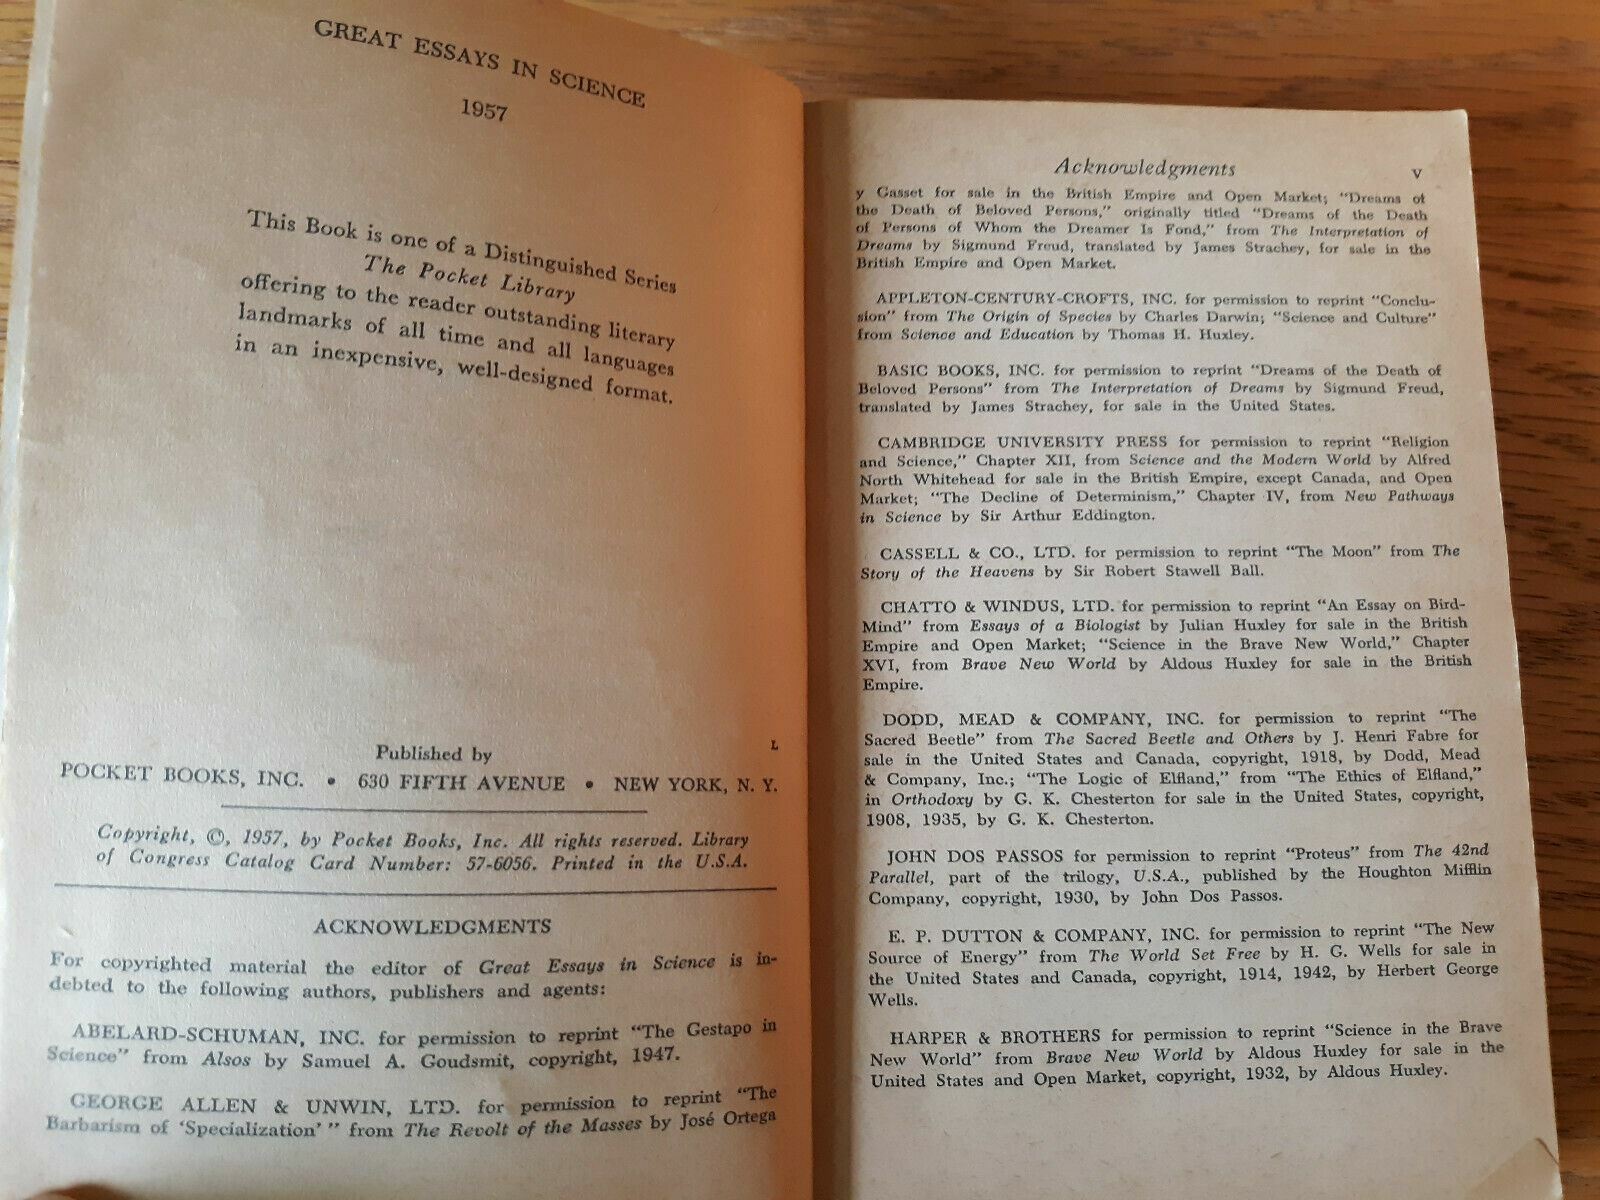 GREAT ESSAYS IN SCIENCE
1957
This Book is one of a Distinguished Series
The Pocket Library
offering to the reader outstanding literary
landmarks of all time and all languages
in an inexpensive, well-designed format.
L
Published by
POCKET BOOKS, INC. • 630 FIFTH AVENUE • NEW YORK, N. Y.
Copyright, ©, 1957, by Pocket Books, Inc. All rights reserved. Library
of Congress Catalog Card Number: 57-6056. Printed in the U.S.A.
ACKNOWLEDGMENTS
For copyrighted material the editor of Great Essays in Science is in-
debted to the following authors, publishers and agents:
ABELARD-SCHUMAN, INC. for permission to reprint "The Gestapo in
Science" from Alsos by Samuel A. Goudsmit, copyright, 1947.
GEORGE ALLEN & UNWIN, LTD. for permission to reprint "The
Barbarism of 'Specialization' " from The Revolt of the Masses by José Ortega
Acknowledgments v
y Gasset for sale in the British Empire and Open Market; "Dreams of
the Death of Beloved Persons," originally titled "Dreams of the Death
of Persons of Whom the Dreamer Is Fond," from The Interpretation of
Dreams by Sigmund Freud, translated by James Strachey, for sale in the
British Empire and Open Market.
APPLETON-CENTURY-CROFTS, INC. for permission to reprint "Conclu-
sion" from The Origin of Species by Charles Darwin; "Science and Culture"
from Science and Education by Thomas H. Huxley.
BASIC BOOKS, INC. for permission to reprint "Dreams of the Death of
Beloved Persons" from The Interpretation of Dreams by Sigmund Freud,
translated by James Strachey, for sale in the United States.
CAMBRIDGE UNIVERSITY PRESS for permission to reprint "Religion
and Science," Chapter XII, from Science and the Modern World by Alfred
North Whitehead for sale in the British Empire, except Canada, and Open
Market; "The Decline of Determinism," Chapter IV, from New Pathways
in Science by Sir Arthur Eddington.
CASSELL & CO., LTD. for permission to reprint "The Moon" from The
Story of the Heavens by Sir Robert Stawell Ball.
CHATTO & WINDUS, LTD. for permission to reprint "An Essay on Bird-
Mind" from Essays of a Biologist by Julian Huxley for sale in the British
Empire and Open Market; "Science in the Brave New World," Chapter
XVI, from Brave New World by Aldous Huxley for sale in the British
Empire.
DODD, MEAD & COMPANY, INC. for permission to reprint "The
Sacred Beetle" from The Sacred Beetle and Others by J. Henri Fabre for
sale in the United States and Canada, copyright, 1918, by Dodd, Mead
& Company, Inc.; "The Logic of Elfland," from "The Ethics of Elfland,"
in Orthodoxy by G. K. Chesterton for sale in the United States, copyright,
1908, 1935, by G. K. Chesterton.
JOHN DOS PASSOS for permission to reprint "Proteus" from The 42nd
Parallel, part of the trilogy, U.S.A., published by the Houghton Mifflin
Company, copyright, 1930, by John Dos Passos.
E. P. DUTTON & COMPANY, INC. for permission to reprint "The New
Source of Energy" from The World Set Free by H. G. Wells for sale in
the United States and Canada, copyright, 1914, 1942, by Herbert George
Wells.
HARPER & BROTHERS for permission to reprint "Science in the Brave
New World" from Brave New World by Aldous Huxley for sale in the
United States and Open Market, copyright, 1932, by Aldous Huxley.